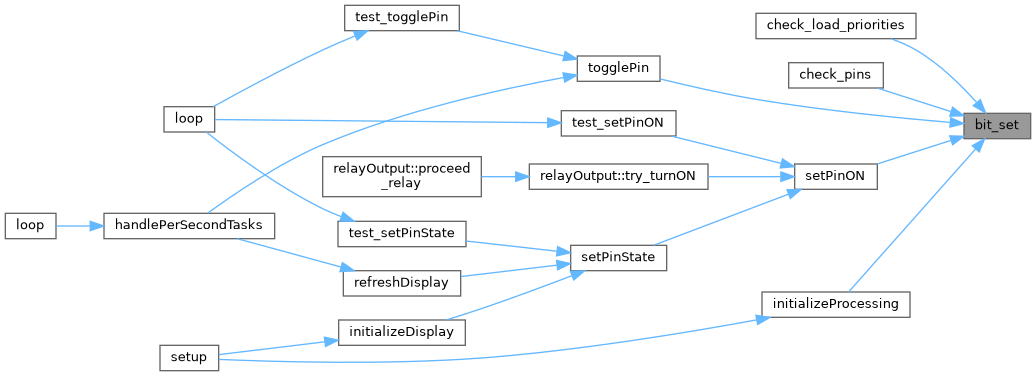 test_togglePin
check_load_priorities
togglePin
check_pins
loop
test_setPinON
bit_set
relayOutput::proceed
_relay
relayOutput::try_turnON
setPinON
loop
handlePerSecondTasks
test_setPinState
setPinState
refreshDisplay
initializeProcessing
initializeDisplay
setup